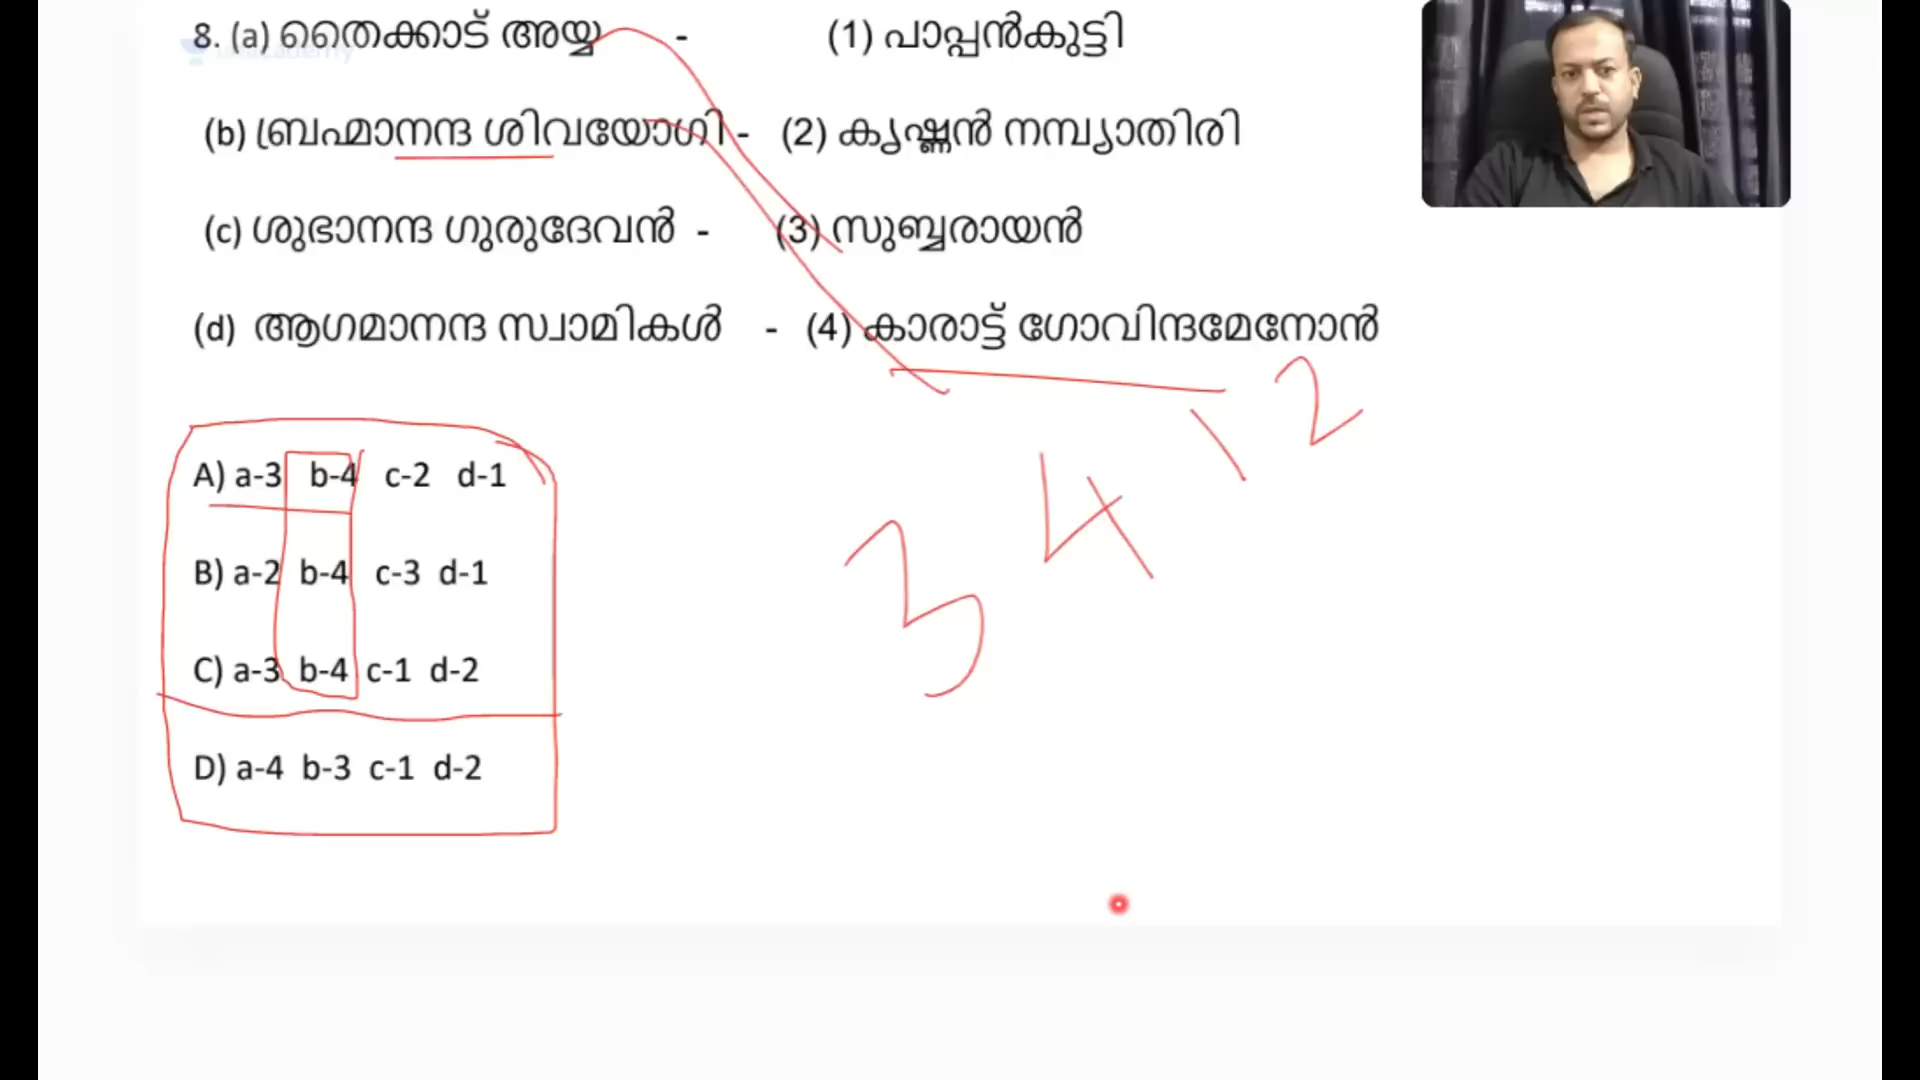 8. (a) തൈക്കാട് അയ്യ - (1) പാപ്പൻകുട്ടി
(b) ബ്രഹ്മാനന്ദ ശിവയോഗി - (2) കൃഷ്ണൻ നമ്പ്യാതിരി
(c) ശുഭാനന്ദ ഗുരുദേവൻ - (3) സുബ്ബരായൻ
(d) ആഗമാനന്ദ സ്വാമികൾ - (4) കാരാട്ട് ഗോവിന്ദമേനോൻ
A) a-3 b-4 c-2 d-1
B) a-2 b-4 c-3 d-1
C) a-3 b-4 c-1 d-2
D) a-4 b-3 c-1 d-2
3 4 1 2